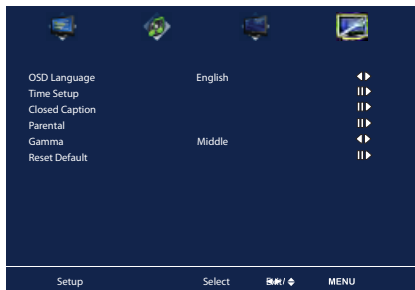 OSD Language English
Time Setup
Closed Caption
Parental
Gamma Middle
Reset Default
Setup Select / MENU